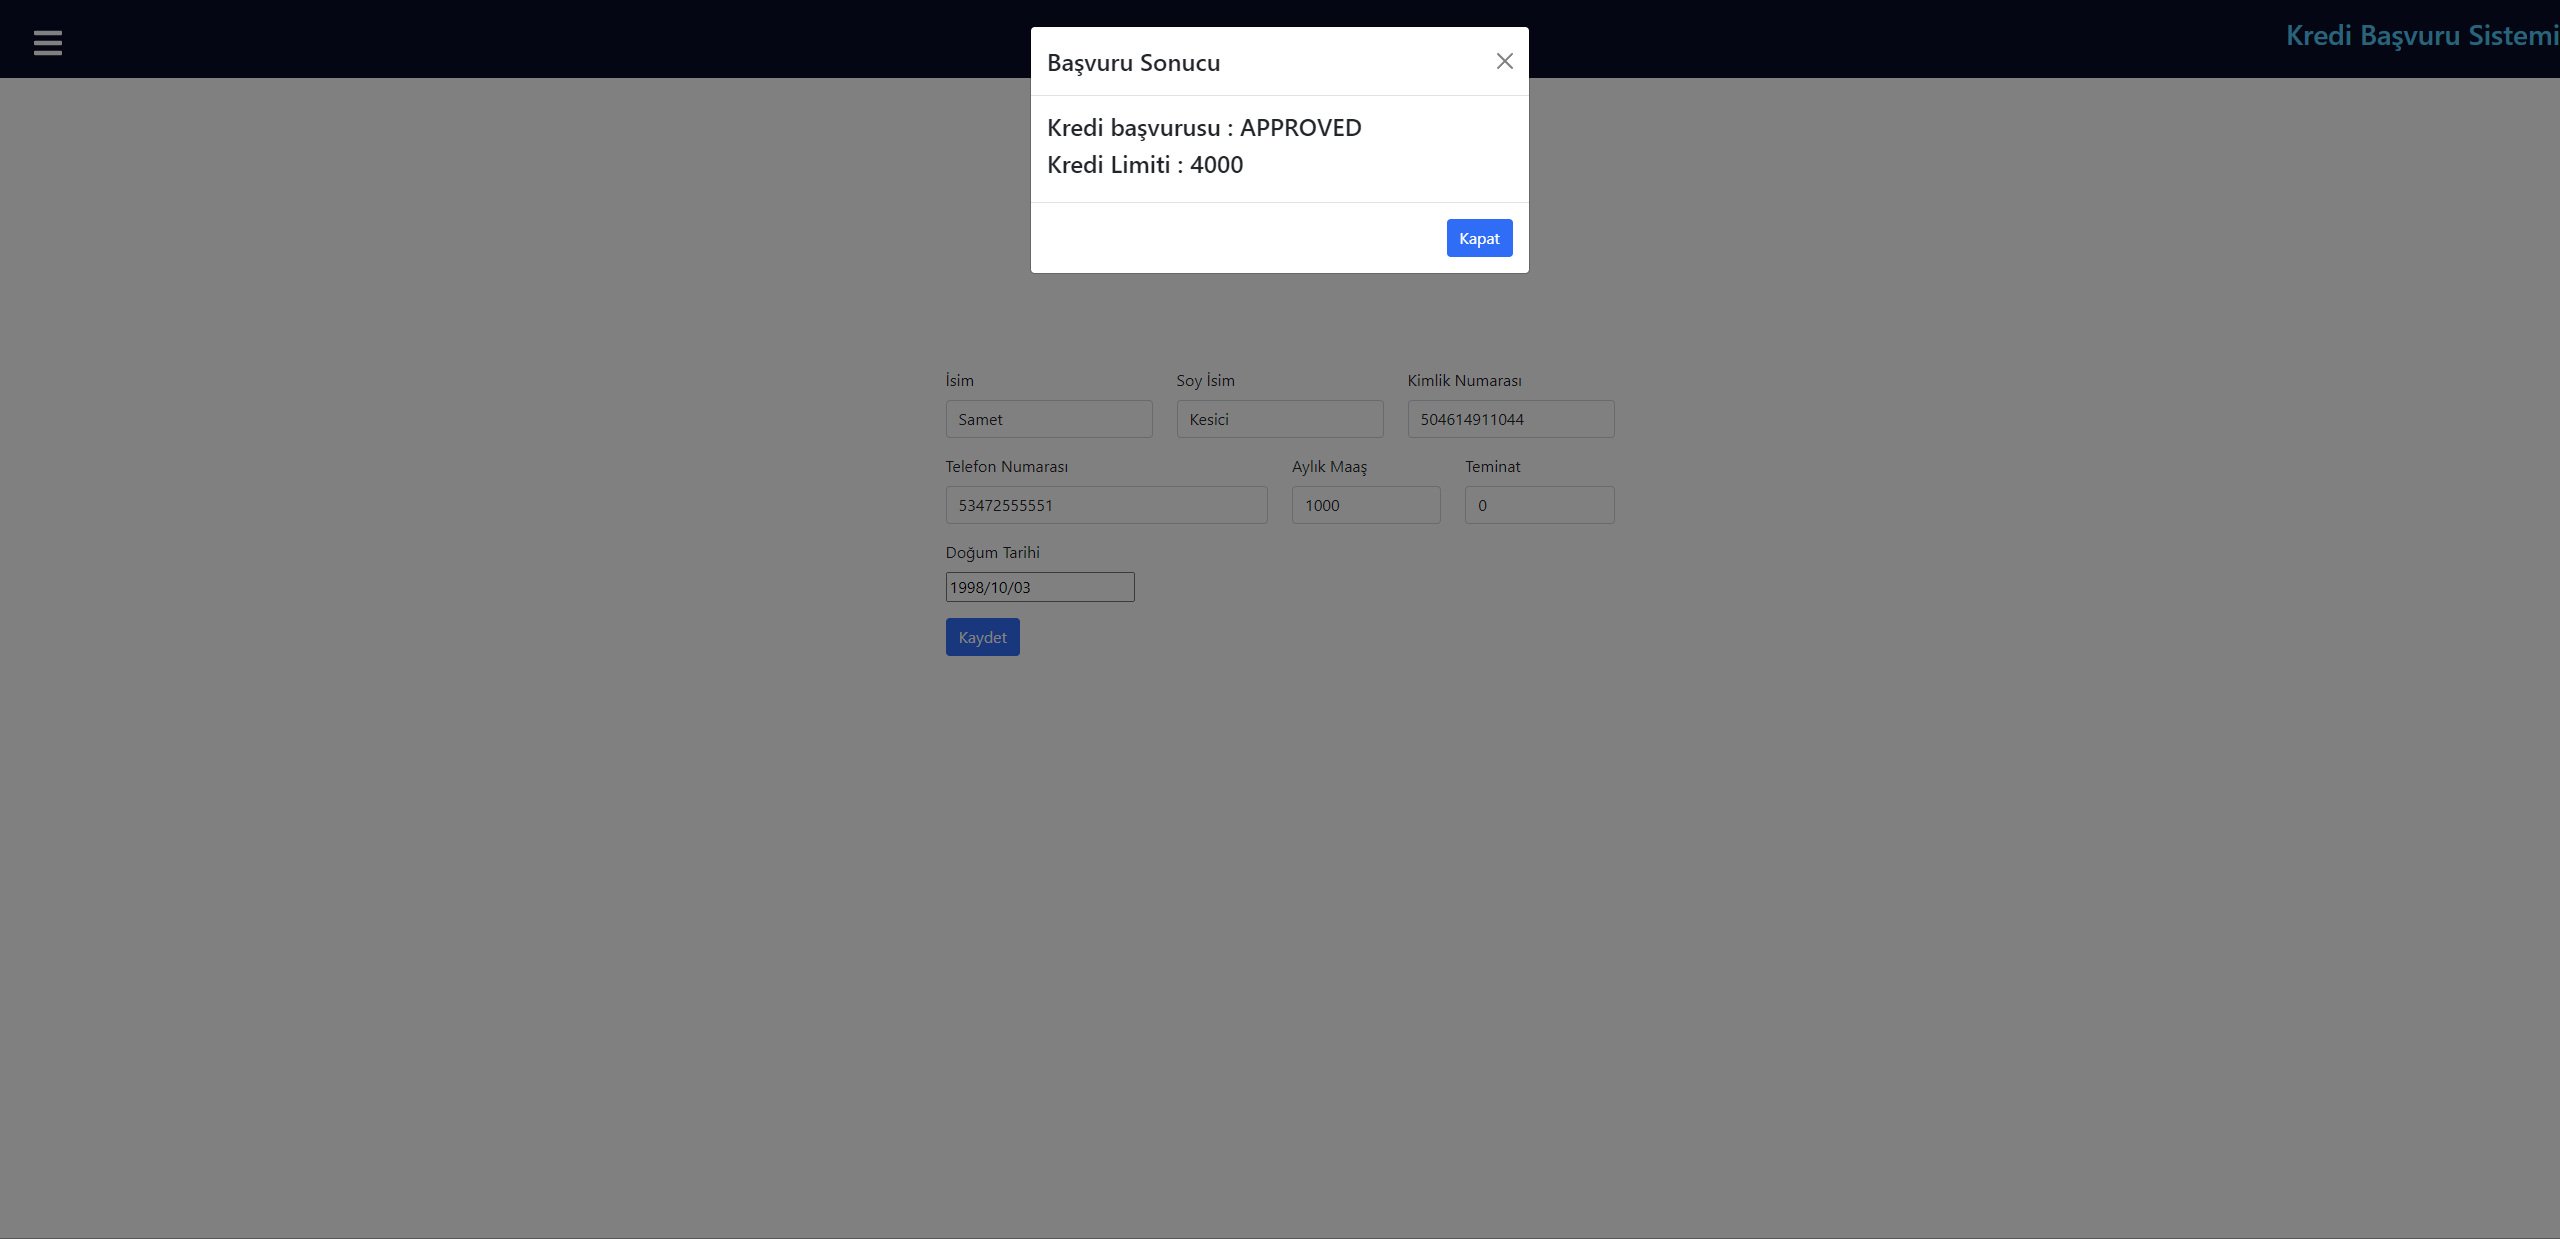 Kredi Başvuru Sistemi
Başvuru Sonucu
Kredi başvurusu : APPROVED
Kredi Limiti : 4000
Kapat
İsim Soy İsim Kimlik Numarası
Samet Kesici 504614911044
Telefon Numarası Aylık Maaş Teminat
53472555551 1000 0
Doğum Tarihi
1998/10/03
Kaydet